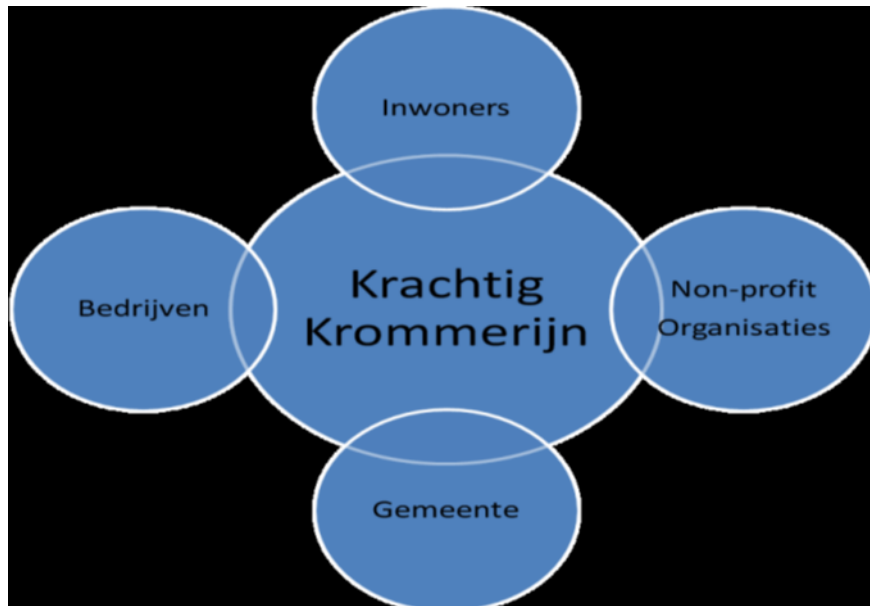 Inwoners
Bedrijven
Krachtig
Krommerijn
Non-profit
Organisaties
Gemeente